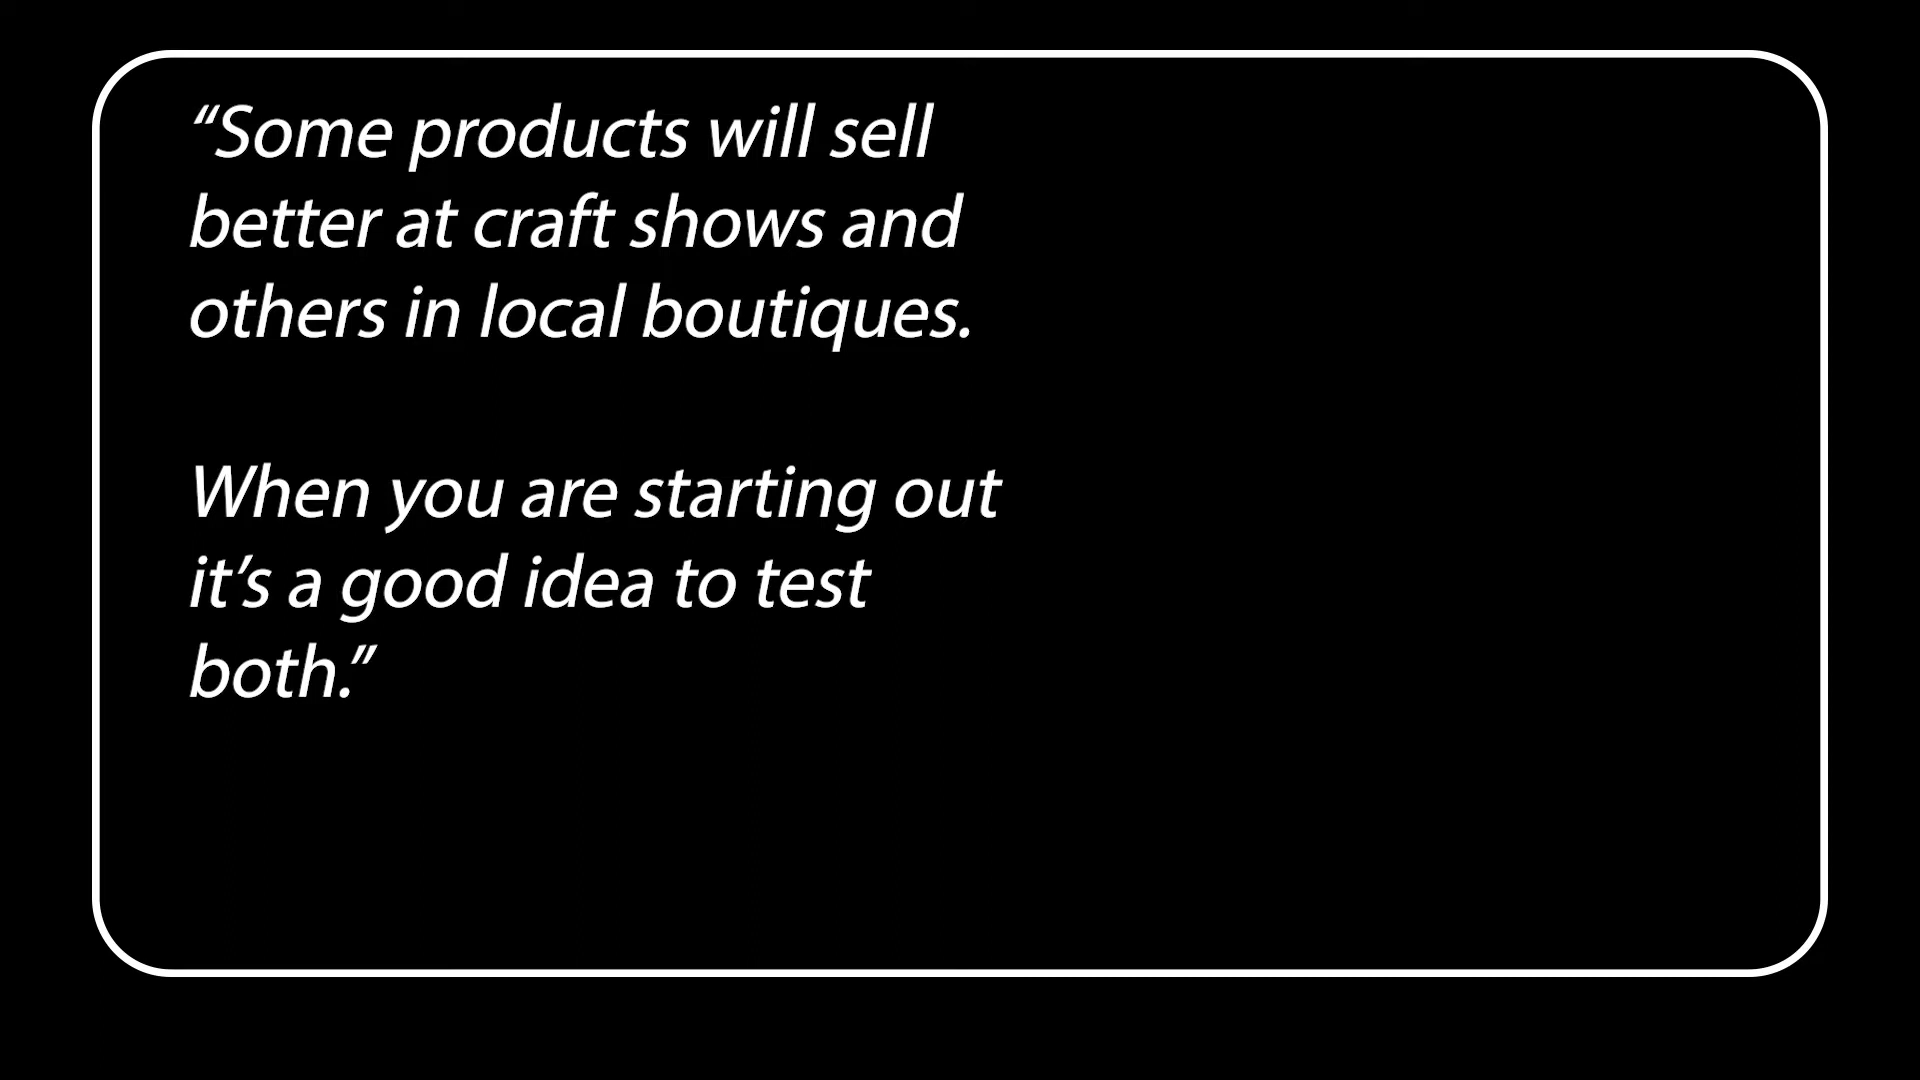 “Some products will sell
better at craft shows and
others in local boutiques.
When you are starting out
it’s a good idea to test
both.”